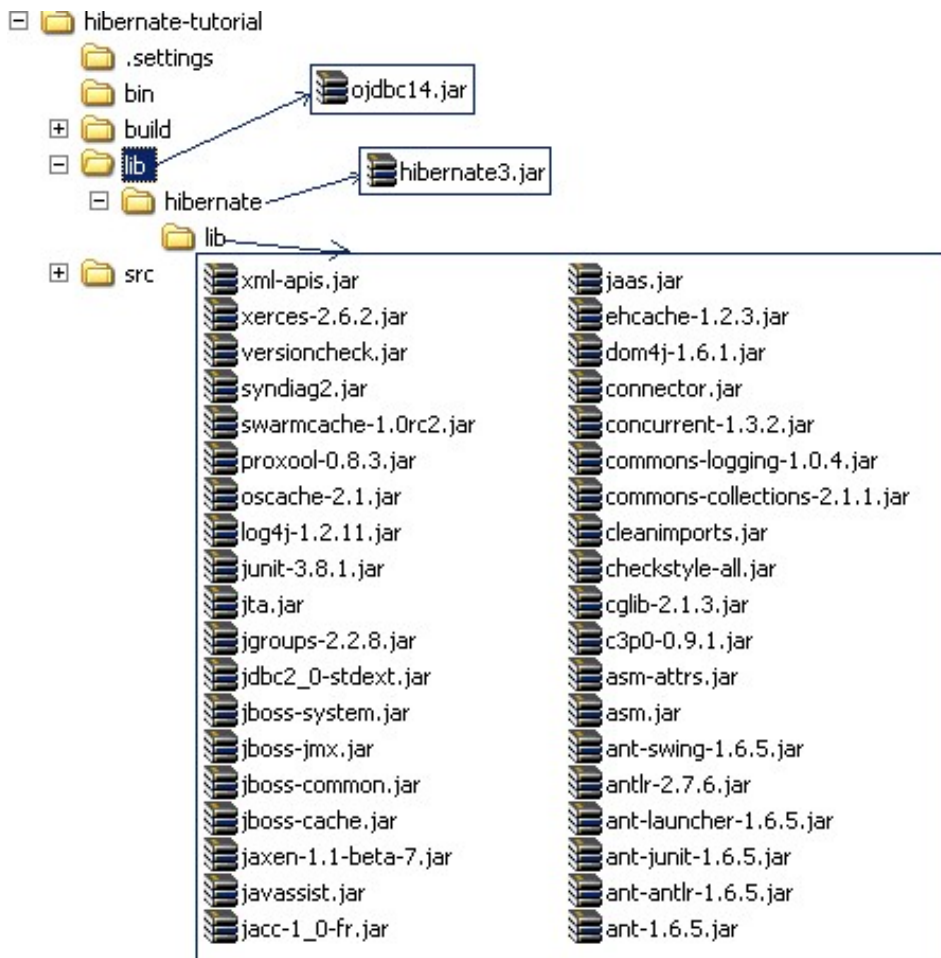 hibernate-tutorial
.settings
bin
ojdbc14.jar
build
lib
hibernate3.jar
hibernate
lib
src
xml-apis.jar
xerces-2.6.2.jar
versioncheck.jar
syndiag2.jar
swarmcache-1.0rc2.jar
proxool-0.8.3.jar
oscache-2.1.jar
log4j-1.2.11.jar
junit-3.8.1.jar
jta.jar
jgroups-2.2.8.jar
jdbc2_0-stdext.jar
jboss-system.jar
jboss-jmx.jar
jboss-common.jar
jboss-cache.jar
jaxen-1.1-beta-7.jar
javassist.jar
jacc-1_0-fr.jar
jaas.jar
ehcache-1.2.3.jar
dom4j-1.6.1.jar
connector.jar
concurrent-1.3.2.jar
commons-logging-1.0.4.jar
commons-collections-2.1.1.jar
cleanimports.jar
checkstyle-all.jar
cglib-2.1.3.jar
c3p0-0.9.1.jar
asm-attrs.jar
asm.jar
ant-swing-1.6.5.jar
antlr-2.7.6.jar
ant-launcher-1.6.5.jar
ant-junit-1.6.5.jar
ant-antlr-1.6.5.jar
ant-1.6.5.jar